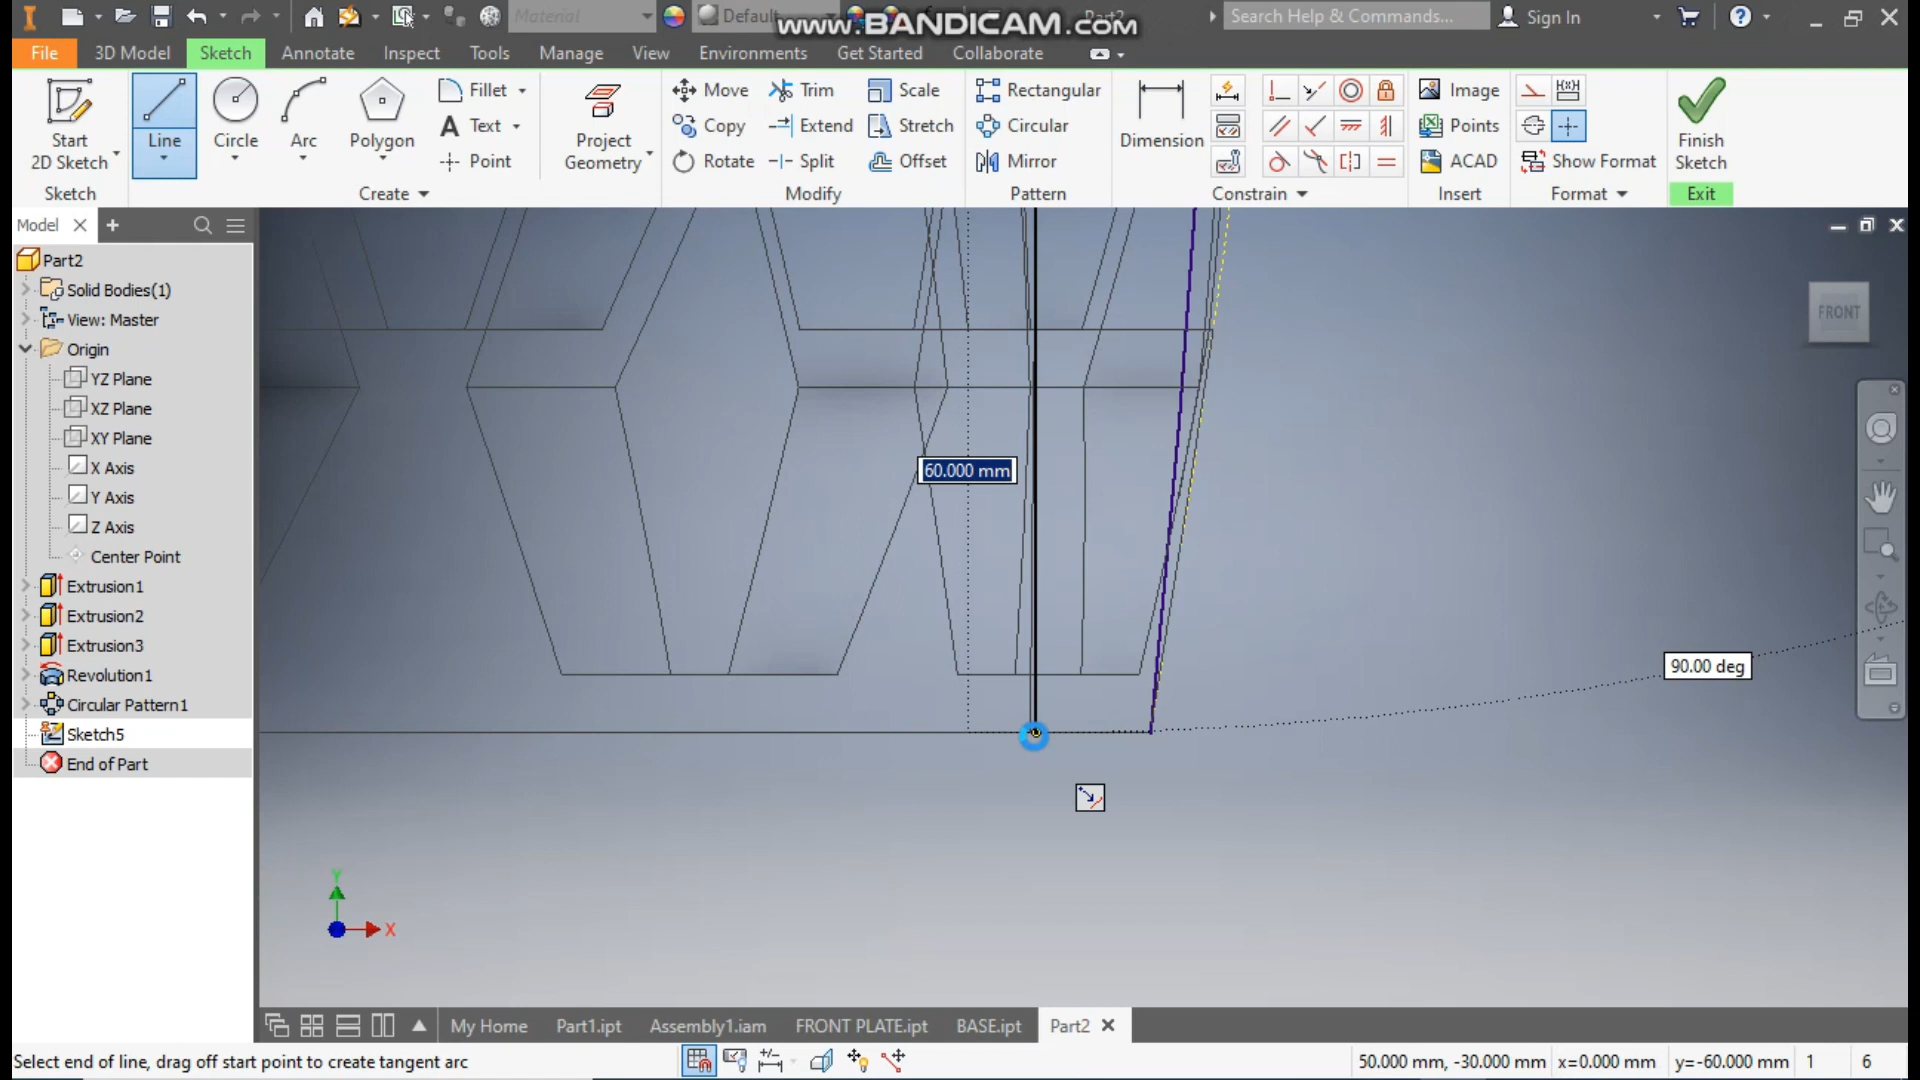 Material
Default
www.BANDICAM.com
Part2
Search Help & Commands...
Sign In
File
3D Model
Sketch
Annotate
Inspect
Tools
Manage
View
Environments
Get Started
Collaborate
Start
2D Sketch
Line
Circle
Arc
Polygon
Fillet
Text
Point
Project
Geometry
Move
Copy
Rotate
Trim
Extend
Split
Scale
Stretch
Offset
Rectangular
Circular
Mirror
Dimension
Image
Points
ACAD
Show Format
Finish
Sketch
Sketch
Create
Modify
Pattern
Constrain
Insert
Format
Exit
Model
Part2
Solid Bodies(1)
View: Master
Origin
YZ Plane
XZ Plane
XY Plane
X Axis
Y Axis
Z Axis
Center Point
Extrusion1
Extrusion2
Extrusion3
Revolution1
Circular Pattern1
Sketch5
End of Part
FRONT
60.000 mm
90.00 deg
Y
X
My Home
Part1.ipt
Assembly1.iam
FRONT PLATE.ipt
BASE.ipt
Part2
Select end of line, drag off start point to create tangent arc
50.000 mm, -30.000 mm
x=0.000 mm
y=-60.000 mm
1
6